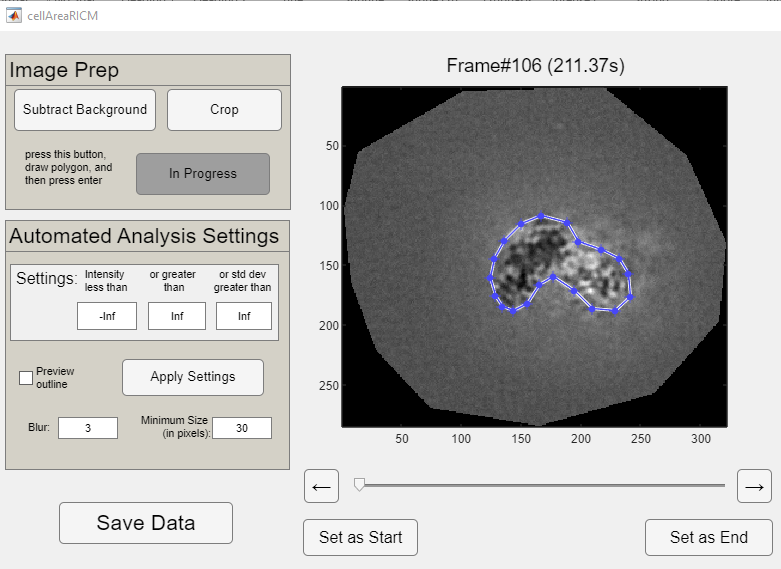 cellAreaRICM
Image Prep
Subtract Background
Crop
press this button,
draw polygon, and
then press enter
In Progress
Automated Analysis Settings
Settings:
Intensity
less than
or greater
than
or std dev
greater than
-Inf
Inf
Inf
Preview
outline
Apply Settings
Blur:
3
Minimum Size
(in pixels):
30
Save Data
Frame#106 (211.37s)
50
100
150
200
250
50
100
150
200
250
300
←
→
Set as Start
Set as End